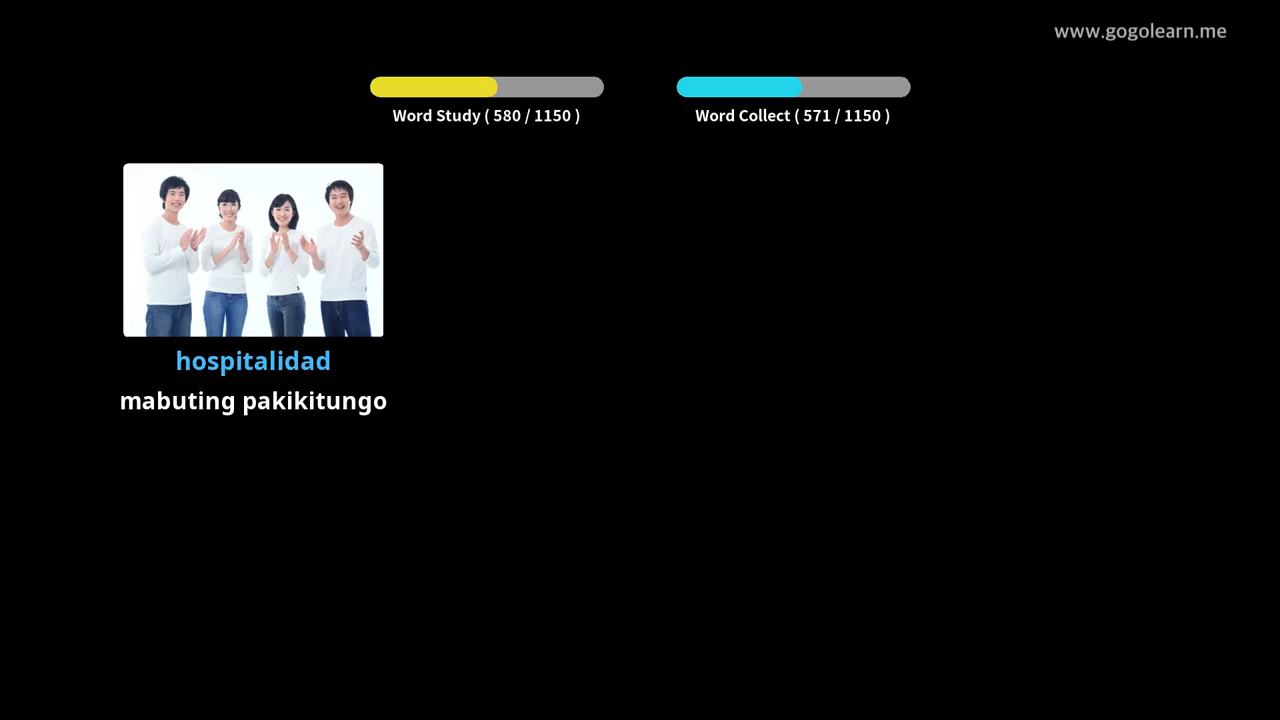 www.gogolearn.me
Word Study ( 580 / 1150 )
Word Collect ( 571 / 1150 )
hospitalidad
mabuting pakikitungo